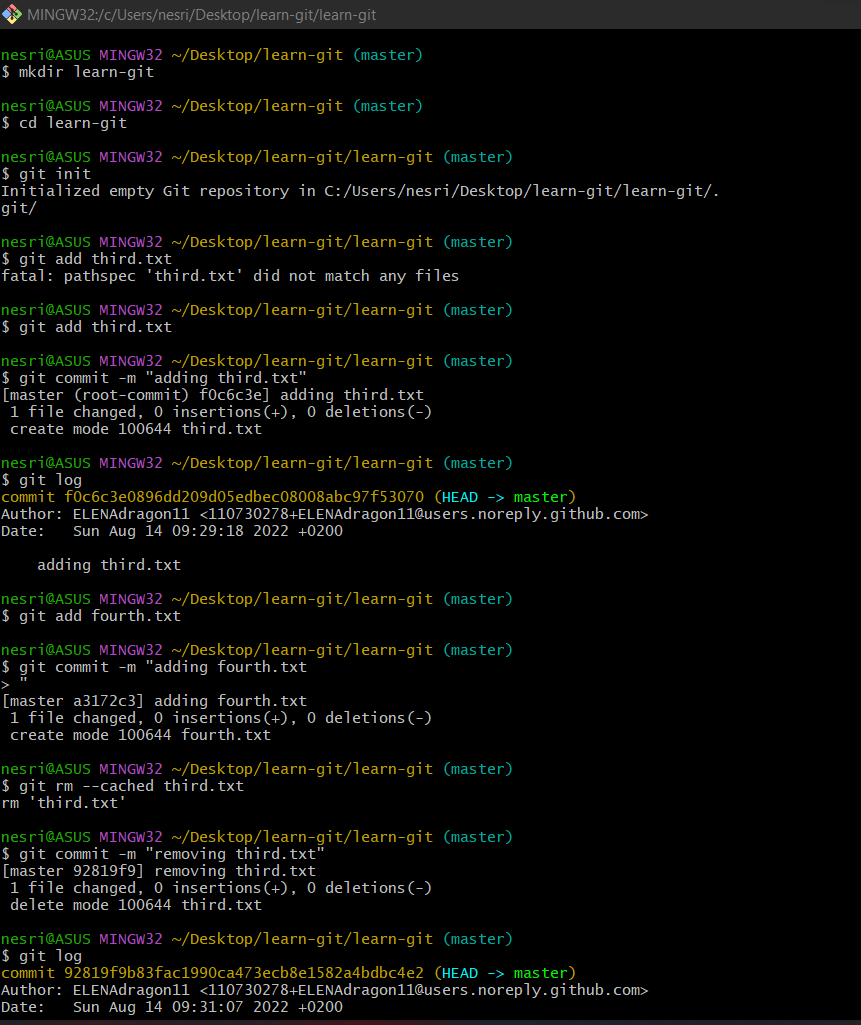 MINGW32:/c/Users/nesri/Desktop/learn-git/learn-git
nesri@ASUS MINGW32 ~/Desktop/learn-git (master)
$ mkdir learn-git
nesri@ASUS MINGW32 ~/Desktop/learn-git (master)
$ cd learn-git
nesri@ASUS MINGW32 ~/Desktop/learn-git/learn-git (master)
$ git init
Initialized empty Git repository in C:/Users/nesri/Desktop/learn-git/learn-git/.
git/
nesri@ASUS MINGW32 ~/Desktop/learn-git/learn-git (master)
$ git add third.txt
fatal: pathspec 'third.txt' did not match any files
nesri@ASUS MINGW32 ~/Desktop/learn-git/learn-git (master)
$ git add third.txt
nesri@ASUS MINGW32 ~/Desktop/learn-git/learn-git (master)
$ git commit -m "adding third.txt"
[master (root-commit) f0c6c3e] adding third.txt
 1 file changed, 0 insertions(+), 0 deletions(-)
 create mode 100644 third.txt
nesri@ASUS MINGW32 ~/Desktop/learn-git/learn-git (master)
$ git log
commit f0c6c3e0896dd209d05edbec08008abc97f53070 (HEAD -> master)
Author: ELENAdragon11 <110730278+ELENAdragon11@users.noreply.github.com>
Date:   Sun Aug 14 09:29:18 2022 +0200
    adding third.txt
nesri@ASUS MINGW32 ~/Desktop/learn-git/learn-git (master)
$ git add fourth.txt
nesri@ASUS MINGW32 ~/Desktop/learn-git/learn-git (master)
$ git commit -m "adding fourth.txt
> "
[master a3172c3] adding fourth.txt
 1 file changed, 0 insertions(+), 0 deletions(-)
 create mode 100644 fourth.txt
nesri@ASUS MINGW32 ~/Desktop/learn-git/learn-git (master)
$ git rm --cached third.txt
rm 'third.txt'
nesri@ASUS MINGW32 ~/Desktop/learn-git/learn-git (master)
$ git commit -m "removing third.txt"
[master 92819f9] removing third.txt
 1 file changed, 0 insertions(+), 0 deletions(-)
 delete mode 100644 third.txt
nesri@ASUS MINGW32 ~/Desktop/learn-git/learn-git (master)
$ git log
commit 92819f9b83fac1990ca473ecb8e1582a4bdbc4e2 (HEAD -> master)
Author: ELENAdragon11 <110730278+ELENAdragon11@users.noreply.github.com>
Date:   Sun Aug 14 09:31:07 2022 +0200